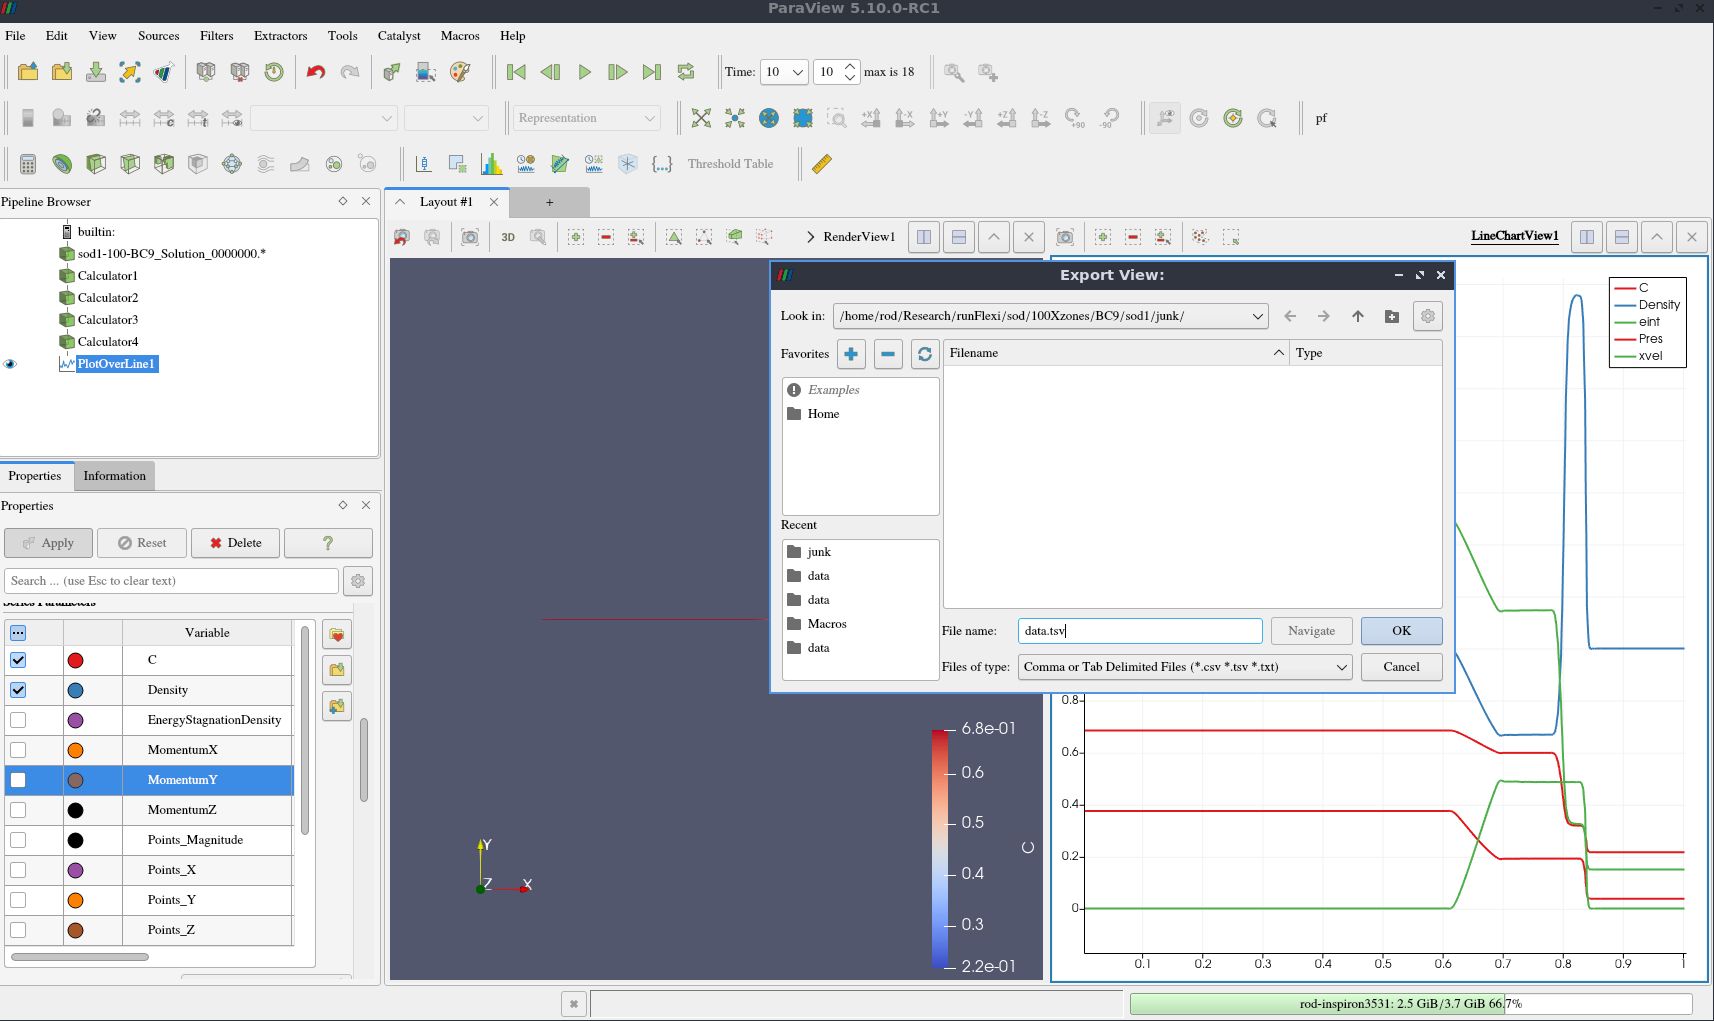 ParaView 5.10.0-RC1
File Edit View Sources Filters Extractors Tools Catalyst Macros Help
Time: 10 10 max is 18
Representation
+X -X +Y -Y +Z -Z +90 -90
pf
Threshold Table
Pipeline Browser
builtin:
sod1-100-BC9_Solution_0000000.*
Calculator1
Calculator2
Calculator3
Calculator4
PlotOverLine1
Properties Information
Properties
Apply Reset Delete ?
Search ... (use Esc to clear text)
Series Parameters
Variable
C
Density
EnergyStagnationDensity
MomentumX
MomentumY
MomentumZ
Points_Magnitude
Points_X
Points_Y
Points_Z
Layout #1 +
3D
RenderView1
LineChartView1
Export View:
Look in: /home/rod/Research/runFlexi/sod/100Xzones/BC9/sod1/junk/
Favorites
Filename Type
Examples
Home
Recent
junk
data
data
Macros
data
File name: data.tsv Navigate OK
Files of type: Comma or Tab Delimited Files (*.csv *.tsv *.txt) Cancel
C
Density
eint
Pres
xvel
6.8e-01
0.6
0.5
0.4
0.3
2.2e-01
C
Y
Z X
0.8
0.6
0.4
0.2
0
0.1 0.2 0.3 0.4 0.5 0.6 0.7 0.8 0.9 1
rod-inspiron3531: 2.5 GiB/3.7 GiB 66.7%